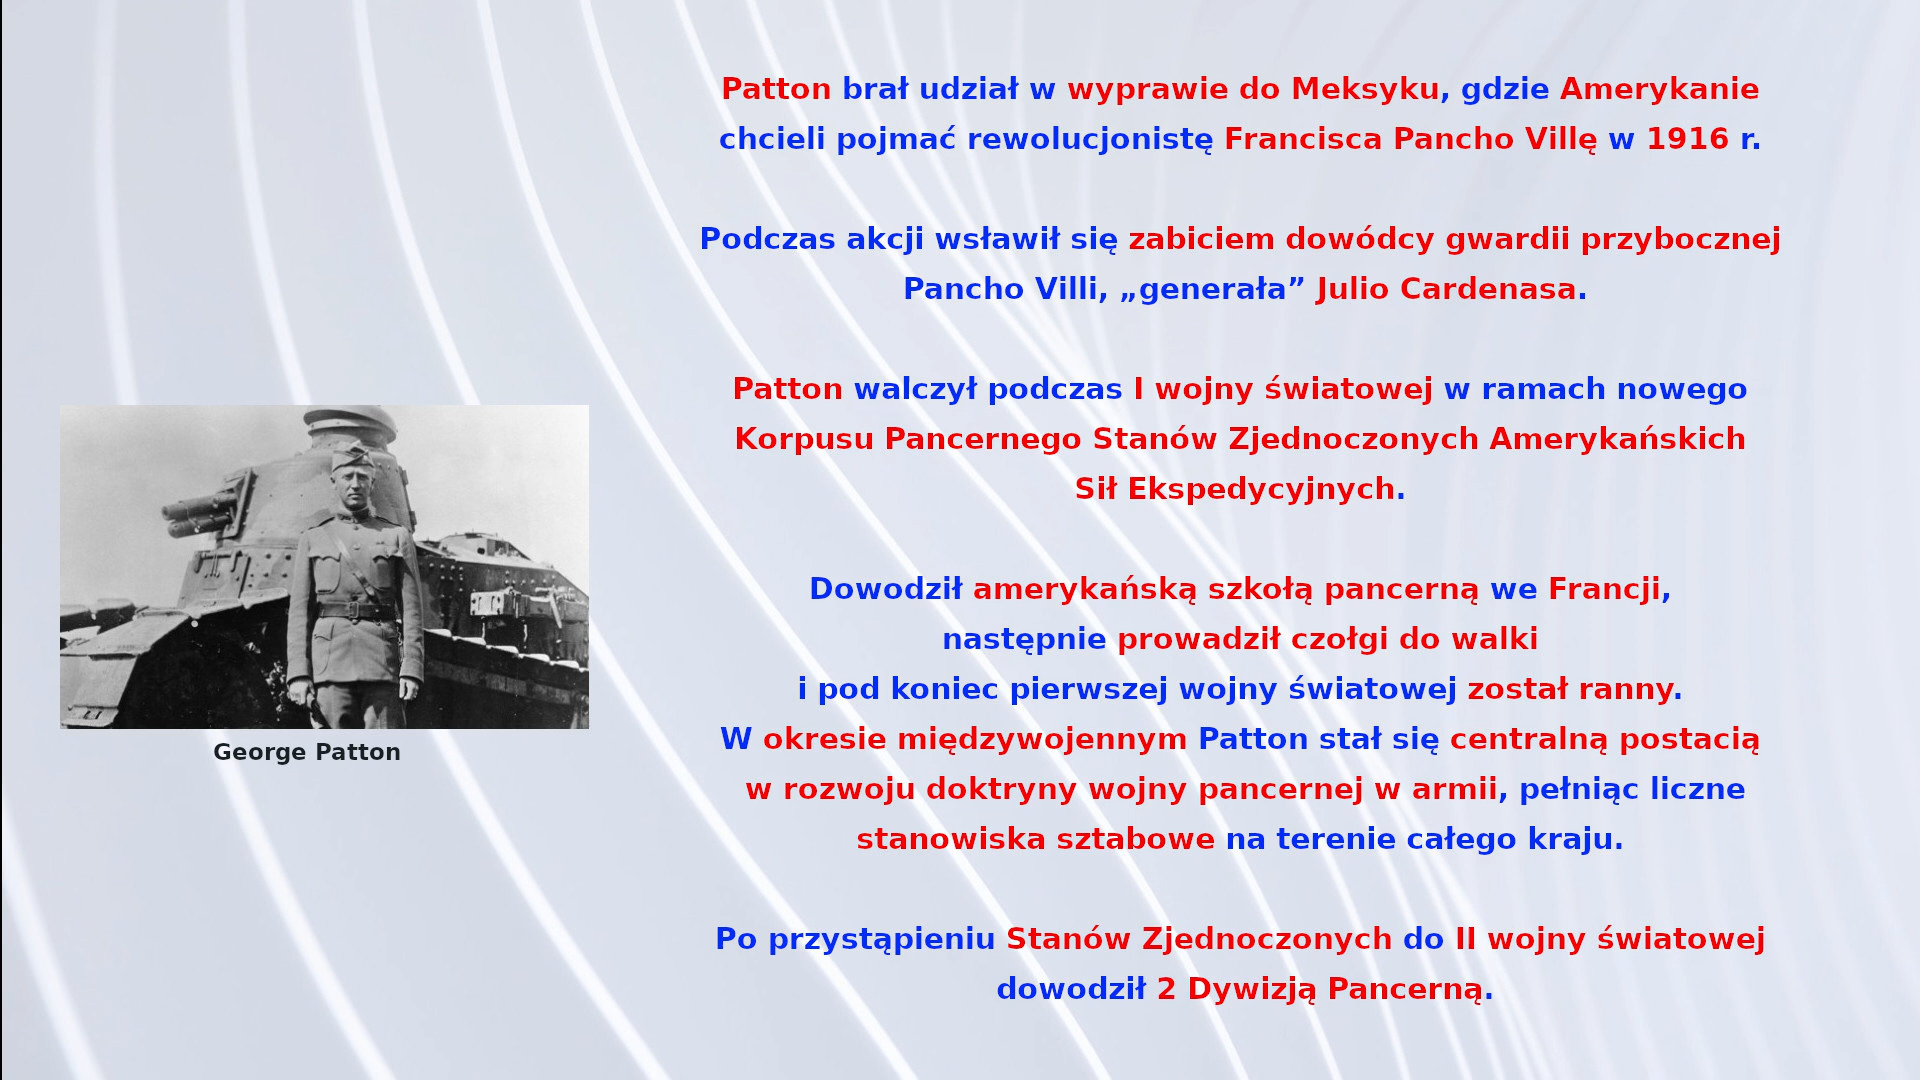 Patton brał udział w wyprawie do Meksyku, gdzie Amerykanie
chcieli pojmać rewolucjonistę Francisca Pancho Villę w 1916 r.
Podczas akcji wsławił się zabiciem dowódcy gwardii przybocznej
Pancho Villi, „generała” Julio Cardenasa.
Patton walczył podczas I wojny światowej w ramach nowego
Korpusu Pancernego Stanów Zjednoczonych Amerykańskich
Sił Ekspedycyjnych.
Dowodził amerykańską szkołą pancerną we Francji,
następnie prowadził czołgi do walki
i pod koniec pierwszej wojny światowej został ranny.
W okresie międzywojennym Patton stał się centralną postacią
w rozwoju doktryny wojny pancernej w armii, pełniąc liczne
stanowiska sztabowe na terenie całego kraju.
Po przystąpieniu Stanów Zjednoczonych do II wojny światowej
dowodził 2 Dywizją Pancerną.
George Patton